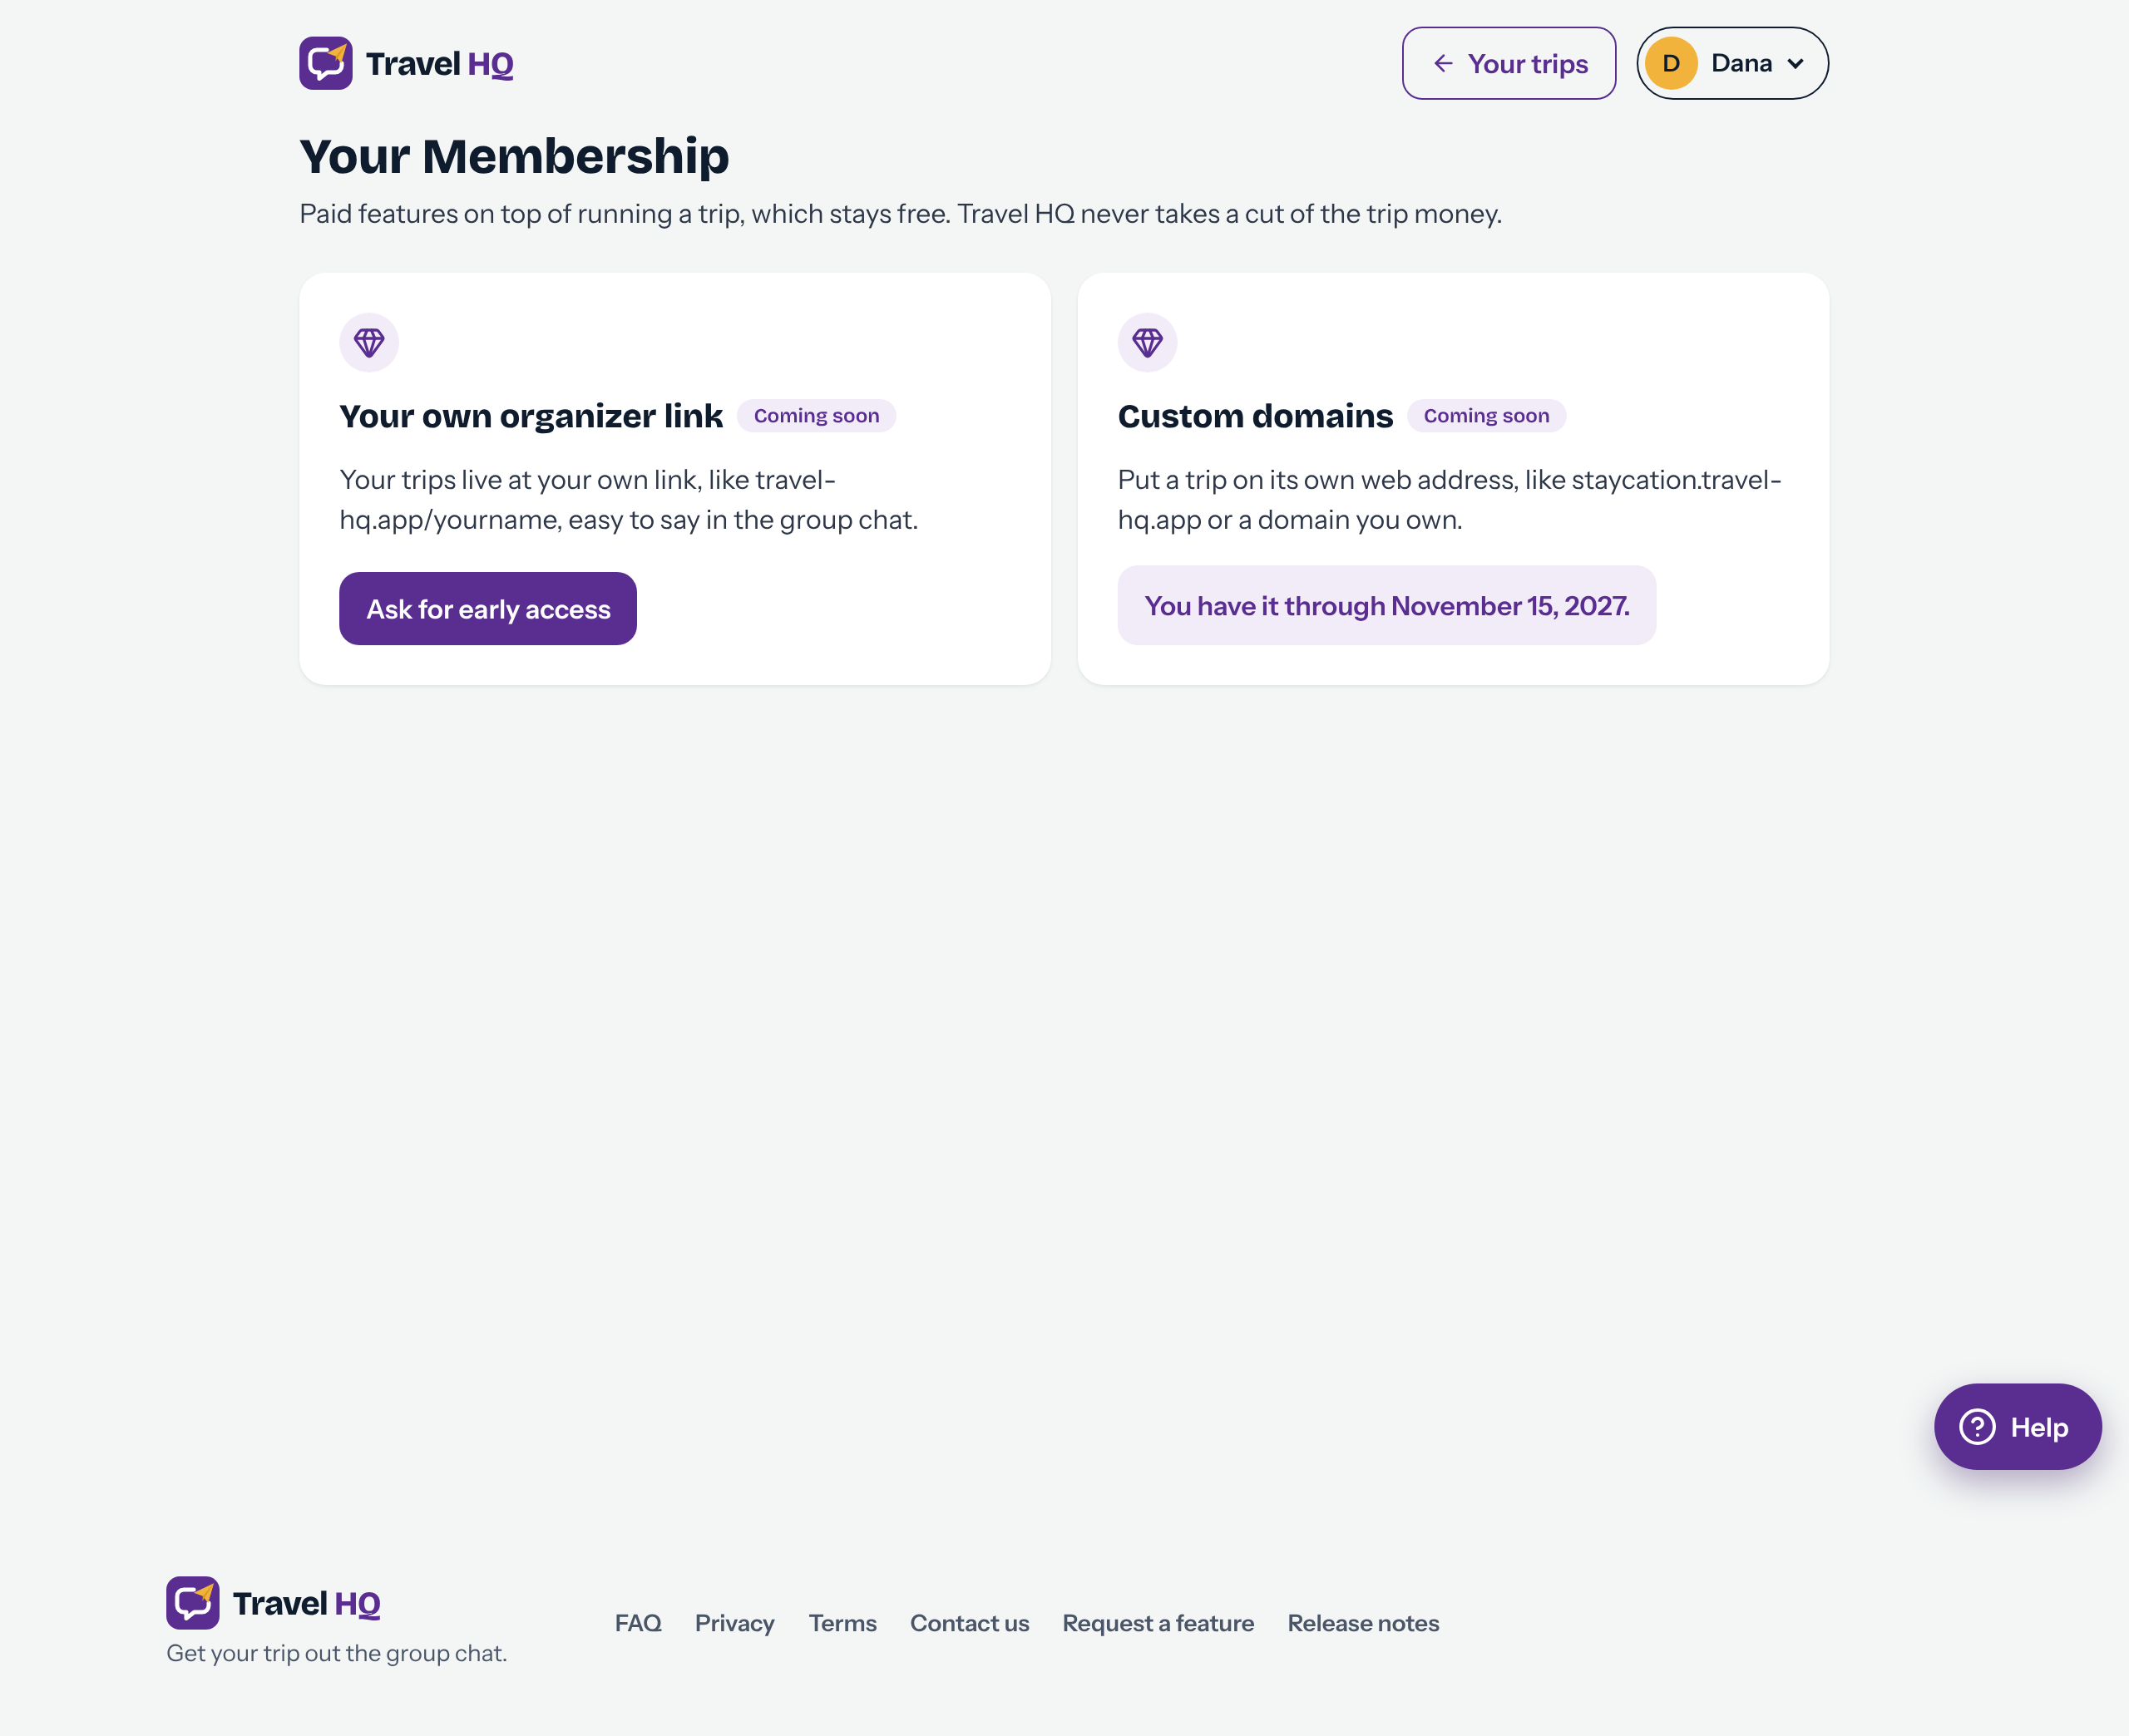 Travel HQ
Your trips
D
Dana
Your Membership
Paid features on top of running a trip, which stays free. Travel HQ never takes a cut of the trip money.
Your own organizer link
Coming soon
Your trips live at your own link, like travel-
hq.app/yourname, easy to say in the group chat.
Ask for early access
Custom domains
Coming soon
Put a trip on its own web address, like staycation.travel-
hq.app or a domain you own.
You have it through November 15, 2027.
Help
Travel HQ
Get your trip out the group chat.
FAQ
Privacy
Terms
Contact us
Request a feature
Release notes